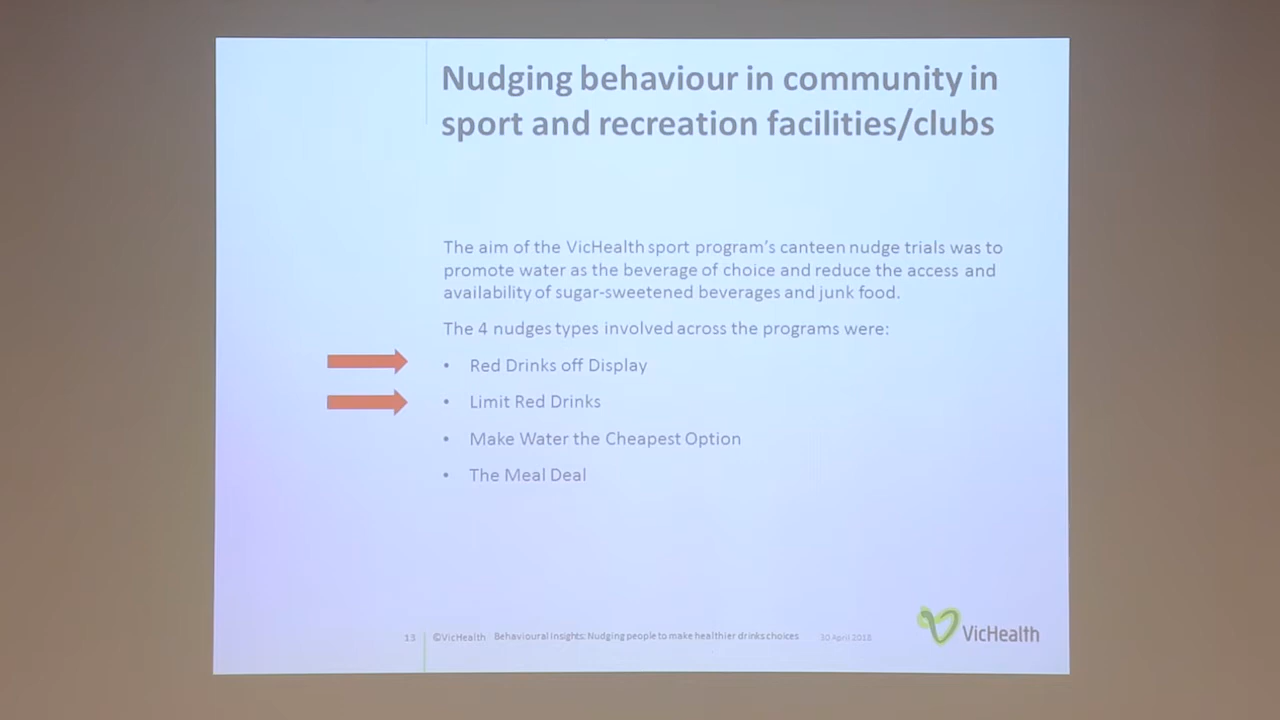 Nudging behaviour in community in
sport and recreation facilities/clubs
The aim of the VicHealth sport program's canteen nudge trials was to
promote water as the beverage of choice and reduce the access and
availability of sugar-sweetened beverages and junk food.
The 4 nudges types involved across the programs were:
• Red Drinks off Display
• Limit Red Drinks
• Make Water the Cheapest Option
• The Meal Deal
13 ©VicHealth Behavioural Insights: Nudging people to make healthier drinks choices 30 April 2018
VicHealth